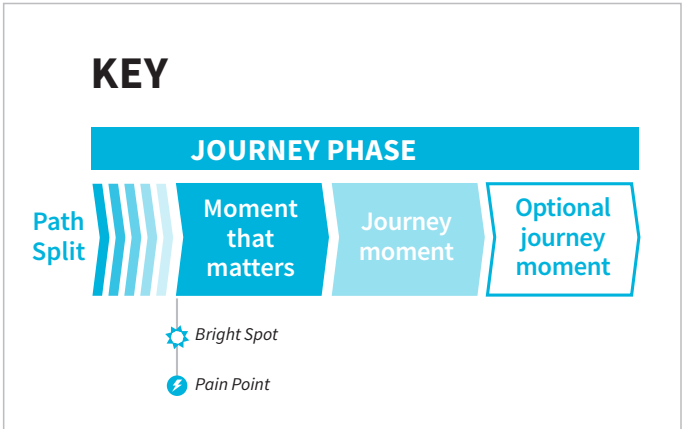 KEY
JOURNEY PHASE
Path
Split
Moment
that
matters
Journey
moment
Optional
journey
moment
Bright Spot
Pain Point